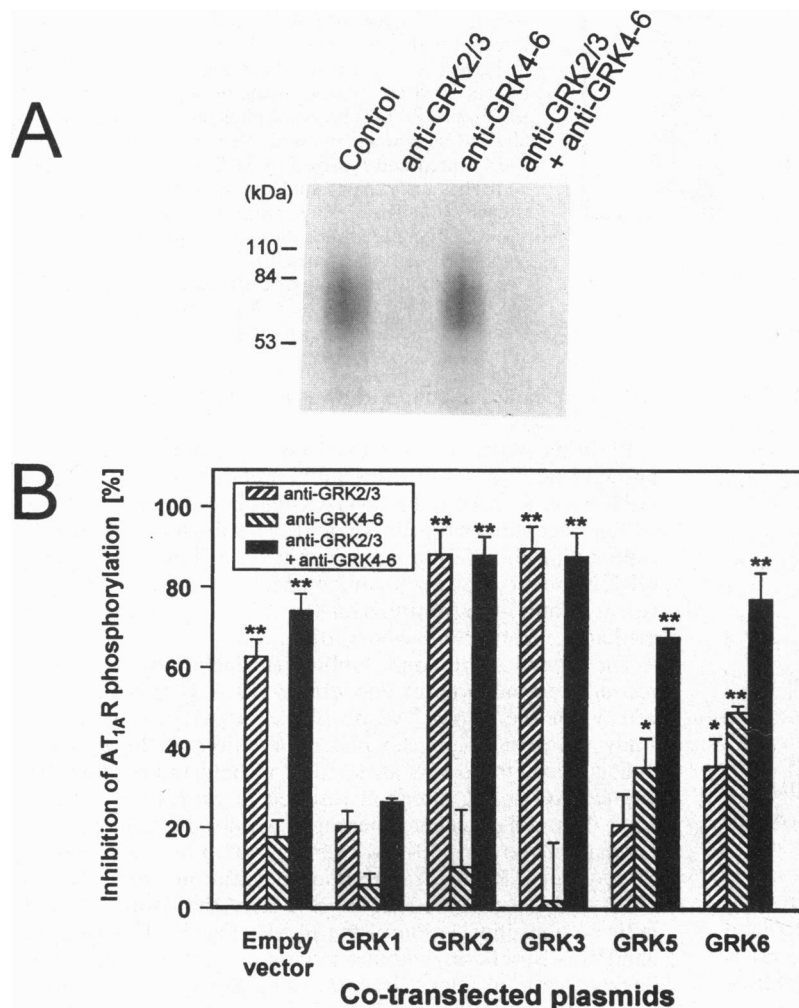 A
Control
anti-GRK2/3
anti-GRK4-6
anti-GRK2/3
+ anti-GRK4-6
(kDa)
110
84
53
B
Inhibition of AT1AR phosphorylation [%]
100
80
60
40
20
0
anti-GRK2/3
anti-GRK4-6
anti-GRK2/3
+ anti-GRK4-6
**
**
**
**
**
**
*
**
*
**
**
Empty
vector
GRK1
GRK2
GRK3
GRK5
GRK6
Co-transfected plasmids